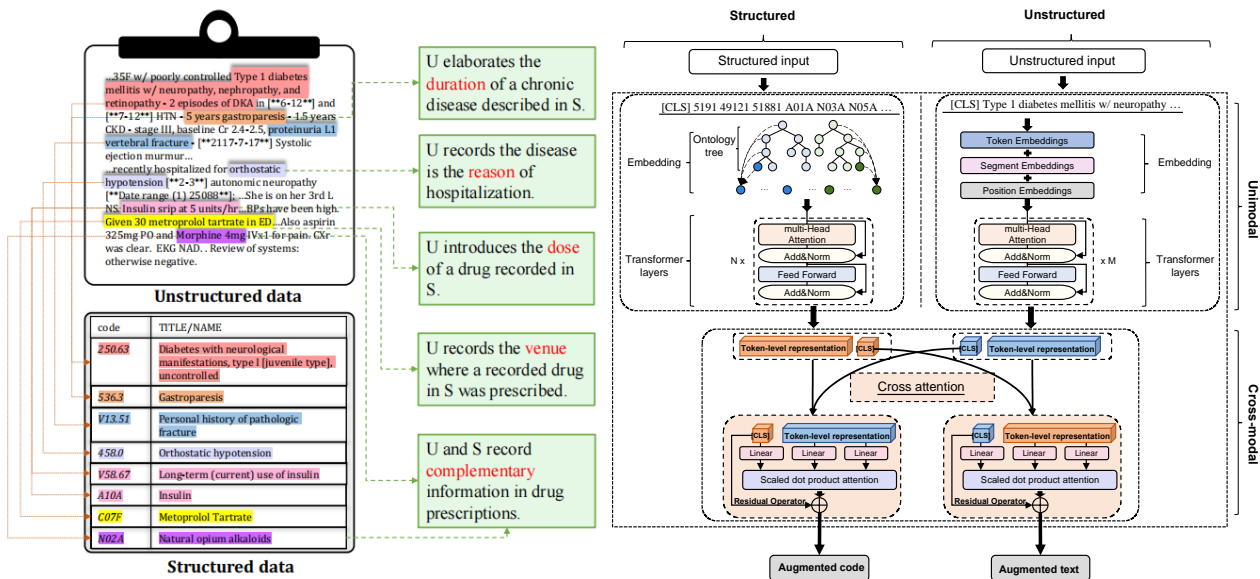 ...35F w/ poorly controlled Type 1 diabetes
mellitis w/ neuropathy, nephropathy, and
retinopathy - 2 episodes of DKA in [**6-12**] and
[**7-12**] HTN - 5 years gastroparesis - 1.5 years
CKD - stage III, baseline Cr 2.4-2.5, proteinuria L1
vertebral fracture - [**2117-7-17**] Systolic
ejection murmur...
...recently hospitalized for orthostatic
hypotension [**2-3**] autonomic neuropathy
[**Date range (1) 25088**]; ...She is on her 3rd L
NS. Insulin srip at 5 units/hr...BPs have been high.
Given 30 metroprolol tartrate in ED...Also aspirin
325mg PO and Morphine 4mg IVx1 for pain. CXr
was clear. EKG NAD. . Review of systems:
otherwise negative.
Unstructured data
code TITLE/NAME
250.63 Diabetes with neurological
manifestations, type I [juvenile type],
uncontrolled
536.3 Gastroparesis
V13.51 Personal history of pathologic
fracture
458.0 Orthostatic hypotension
V58.67 Long-term (current) use of insulin
A10A Insulin
C07F Metoprolol Tartrate
N02A Natural opium alkaloids
Structured data
U elaborates the
duration of a chronic
disease described in S.
U records the disease
is the reason of
hospitalization.
U introduces the dose
of a drug recorded in
S.
U records the venue
where a recorded drug
in S was prescribed.
U and S record
complementary
information in drug
prescriptions.
Structured
Structured input
[CLS] 5191 49121 51881 A01A N03A N05A ...
Ontology
tree
Embedding
... ...
Transformer
layers
N x
multi-Head
Attention
Add&Norm
Feed Forward
Add&Norm
Unstructured
Unstructured input
[CLS] Type 1 diabetes mellitis w/ neuropathy ...
Token Embeddings
Segment Embeddings
Position Embeddings
Embedding
multi-Head
Attention
Add&Norm
Feed Forward
Add&Norm
x M
Transformer
layers
Unimodal
Token-level representation [CLS]
[CLS] Token-level representation
Cross attention
[CLS] Token-level representation
Linear Linear Linear
Scaled dot product attention
Residual Operator
[CLS] Token-level representation
Linear Linear Linear
Scaled dot product attention
Residual Operator
Cross-modal
Augmented code
Augmented text